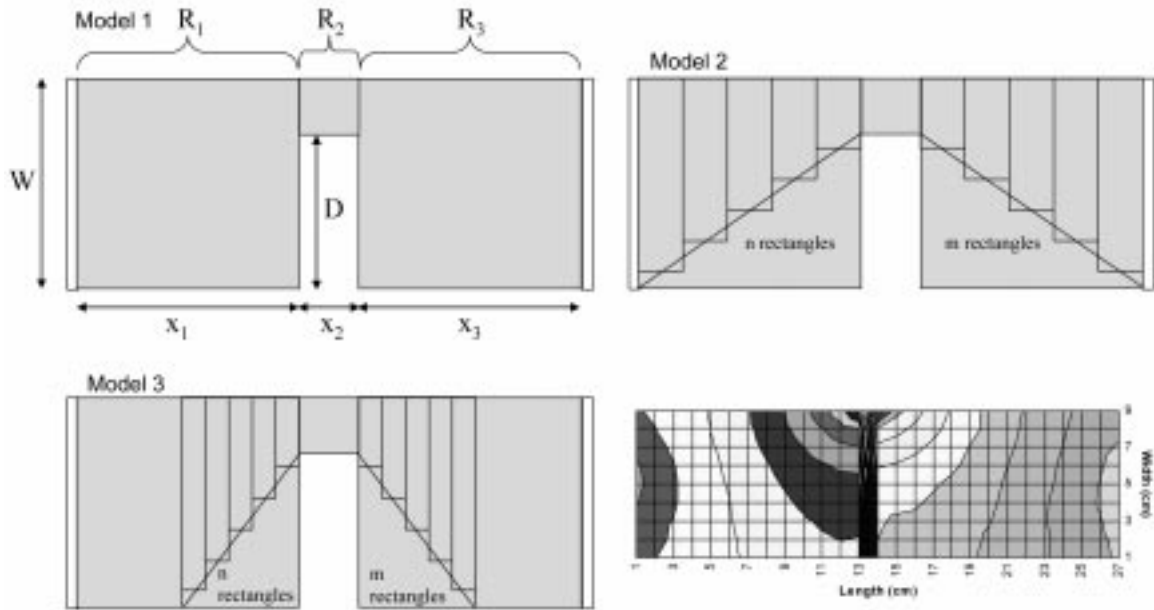 Model 1
R1 R2 R3
W
D
x1 x2 x3
Model 2
n rectangles
m rectangles
Model 3
n
rectangles
m
rectangles
1 3 5 7 9 11 13 15 17 19 21 23 25 27
Length (cm)
9
7
5
3
1
Width (cm)